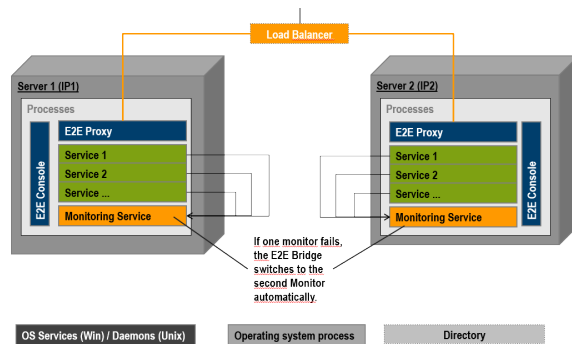 Load Balancer
Server 1 (IP1)
Processes
E2E Console
E2E Proxy
Service 1
Service 2
Service ...
Monitoring Service
Server 2 (IP2)
Processes
E2E Proxy
Service 1
Service 2
Service ...
Monitoring Service
E2E Console
If one monitor fails,
the E2E Bridge
switches to the
second Monitor
automatically.
OS Services (Win) / Daemons (Unix)
Operating system process
Directory